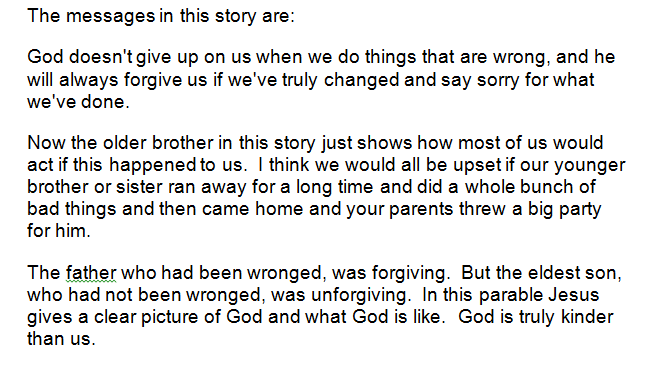 The messages in this story are:
God doesn't give up on us when we do things that are wrong, and he
will always forgive us if we've truly changed and say sorry for what
we've done.
Now the older brother in this story just shows how most of us would
act if this happened to us.  I think we would all be upset if our younger
brother or sister ran away for a long time and did a whole bunch of
bad things and then came home and your parents threw a big party
for him.
The father who had been wronged, was forgiving.  But the eldest son,
who had not been wronged, was unforgiving.  In this parable Jesus
gives a clear picture of God and what God is like.  God is truly kinder
than us.